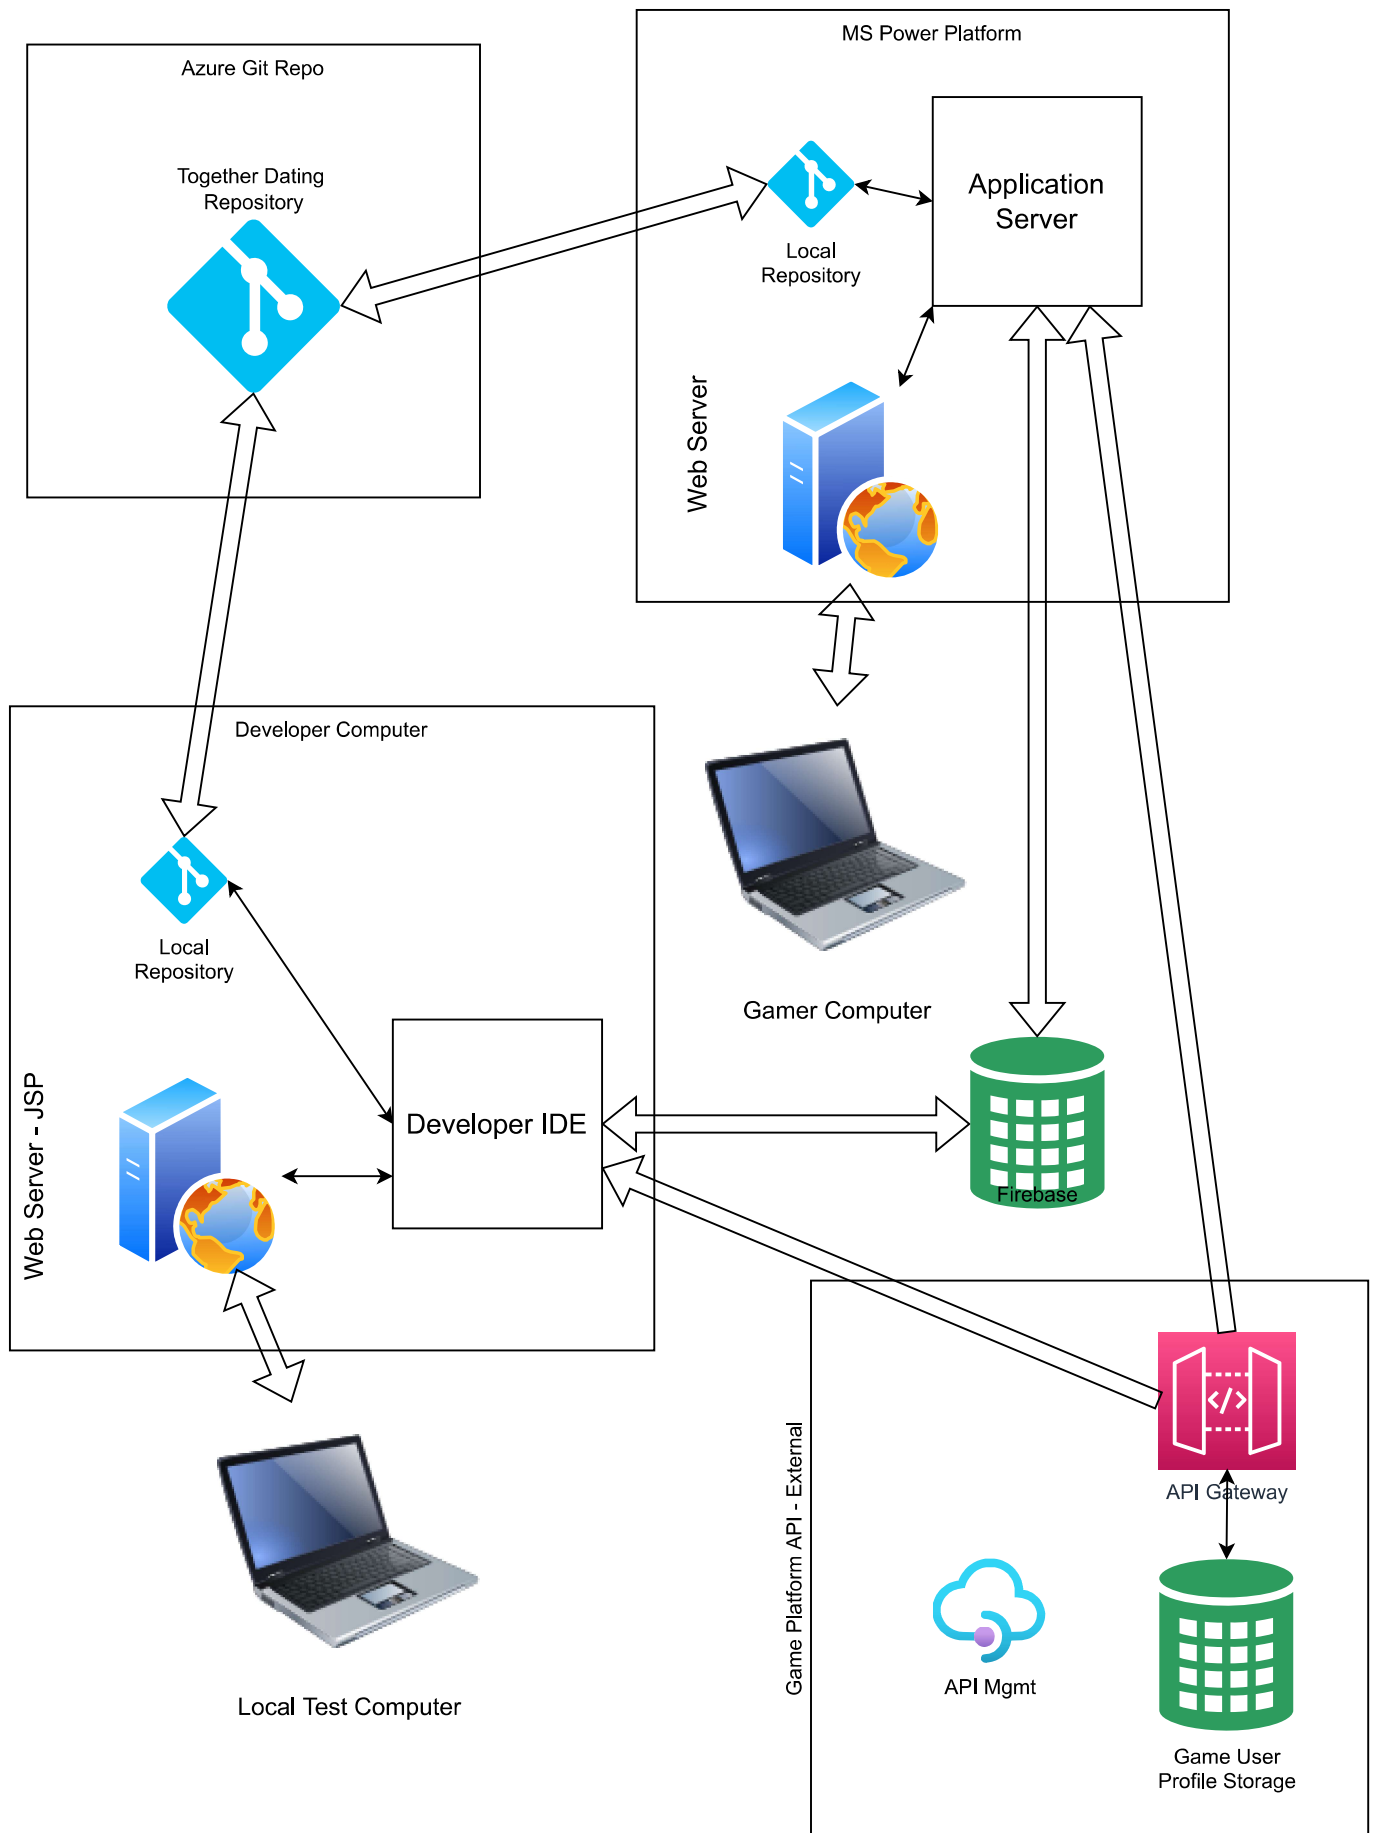 MS Power Platform
Azure Git Repo
Together Dating
Repository
Application
Server
Local
Repository
Web Server
Developer Computer
Local
Repository
Gamer Computer
Web Server - JSP
Developer IDE
Firebase
Game Platform API - External
API Gateway
API Mgmt
Local Test Computer
Game User
Profile Storage